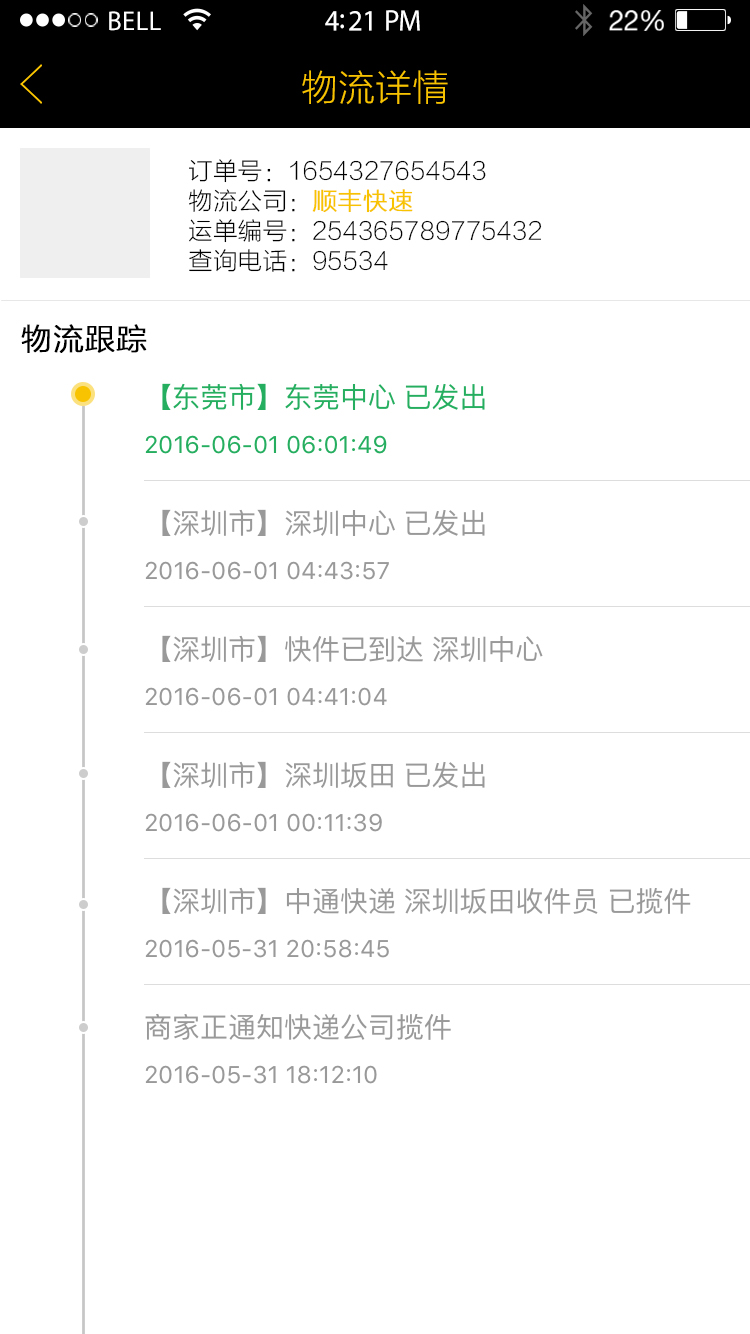 BELL 4:21 PM 22%
物流详情
订单号：1654327654543
物流公司：顺丰快速
运单编号：254365789775432
查询电话：95534
物流跟踪
【东莞市】东莞中心 已发出
2016-06-01 06:01:49
【深圳市】深圳中心 已发出
2016-06-01 04:43:57
【深圳市】快件已到达 深圳中心
2016-06-01 04:41:04
【深圳市】深圳坂田 已发出
2016-06-01 00:11:39
【深圳市】中通快递 深圳坂田收件员 已揽件
2016-05-31 20:58:45
商家正通知快递公司揽件
2016-05-31 18:12:10